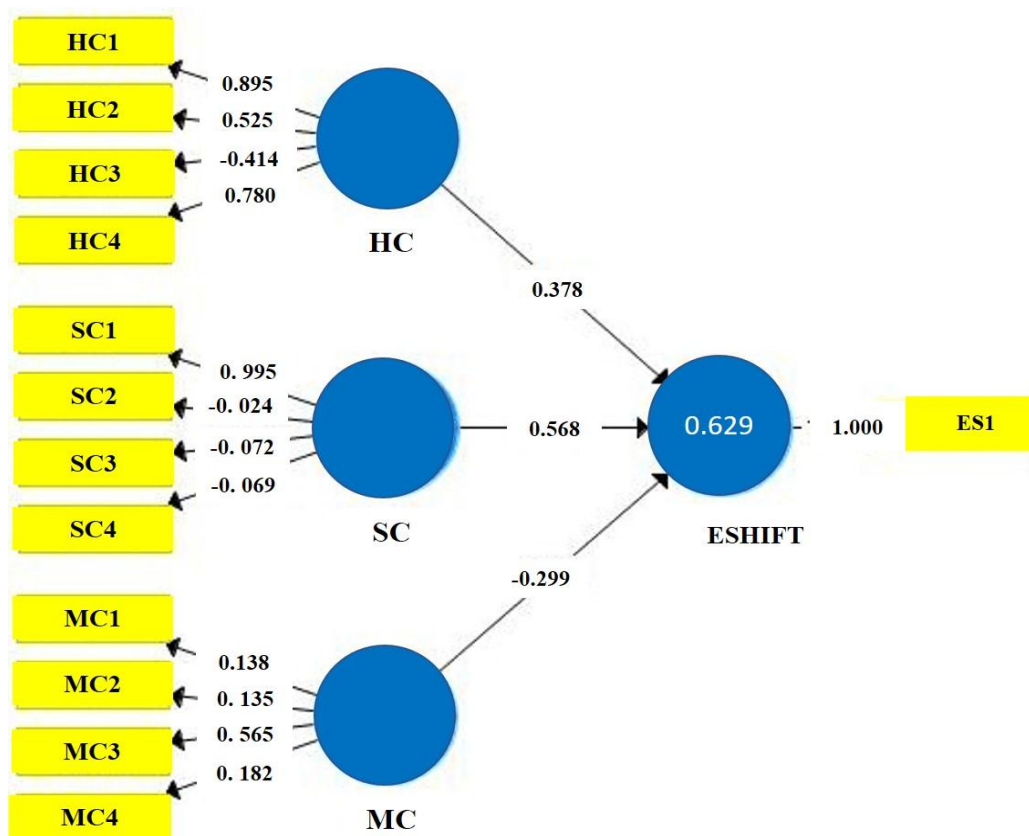 HC1
0.895
HC2
0.525
HC3
-0.414
0.780
HC4
HC
0.378
SC1
0. 995
SC2
-0. 024
SC3
-0. 072
-0. 069
SC4
SC
0.568
0.629
1.000
ES1
ESHIFT
-0.299
MC1
0.138
MC2
0. 135
MC3
0. 565
0. 182
MC4
MC